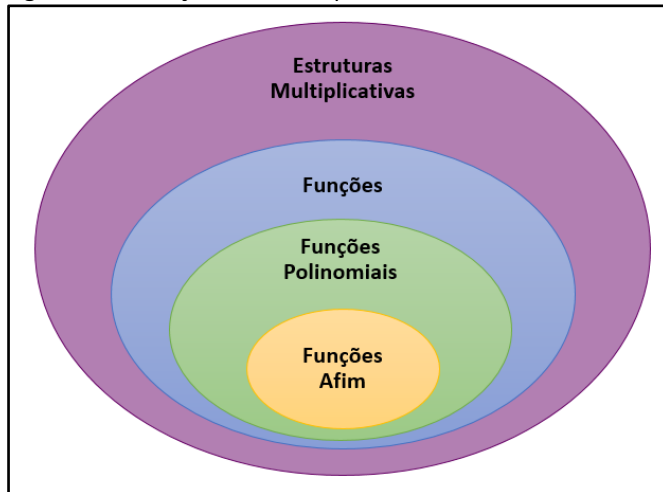 Estruturas
Multiplicativas
Funções
Funções
Polinomiais
Funções
Afim